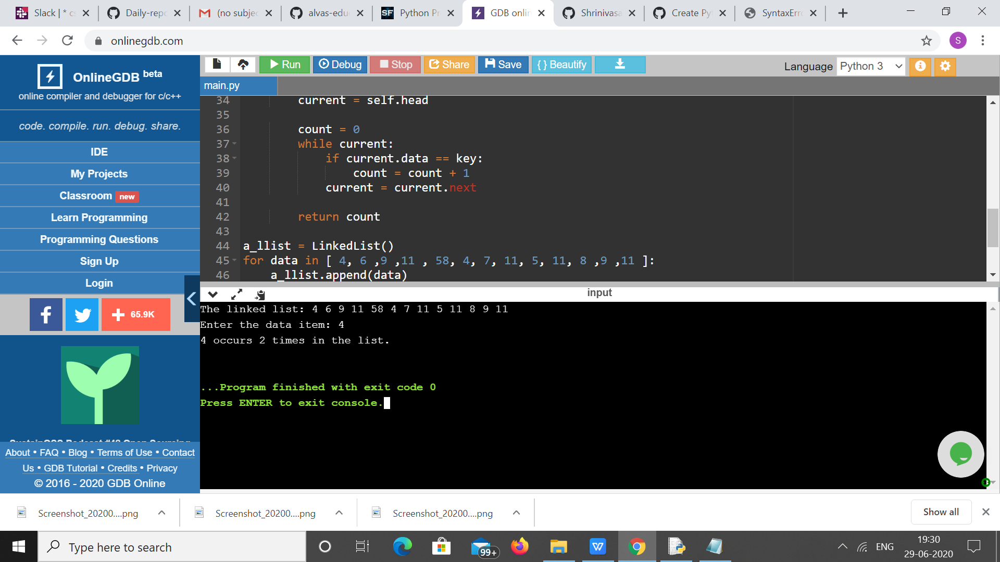 Slack | * cs
Daily-repo
(no subjec
alvas-edu
SF Python Pr
GDB onlin
Shrinivasa
Create Py
SyntaxErro
onlinegdb.com
S
OnlineGDB beta
online compiler and debugger for c/c++
code. compile. run. debug. share.
IDE
My Projects
Classroom new
Learn Programming
Programming Questions
Sign Up
Login
65.9K
About • FAQ • Blog • Terms of Use • Contact
Us • GDB Tutorial • Credits • Privacy
© 2016 - 2020 GDB Online
Run Debug Stop Share Save { } Beautify
Language Python 3
main.py
34 current = self.head
35
36 count = 0
37 while current:
38 if current.data == key:
39 count = count + 1
40 current = current.next
41
42 return count
43
44 a_llist = LinkedList()
45 for data in [ 4, 6 ,9 ,11 , 58, 4, 7, 11, 5, 11, 8 ,9 ,11 ]:
46 a_llist.append(data)
input
The linked list: 4 6 9 11 58 4 7 11 5 11 8 9 11
Enter the data item: 4
4 occurs 2 times in the list.
...Program finished with exit code 0
Press ENTER to exit console.
Screenshot_20200....png
Screenshot_20200....png
Screenshot_20200....png
Show all
Type here to search
99+
W
ENG
19:30
29-06-2020